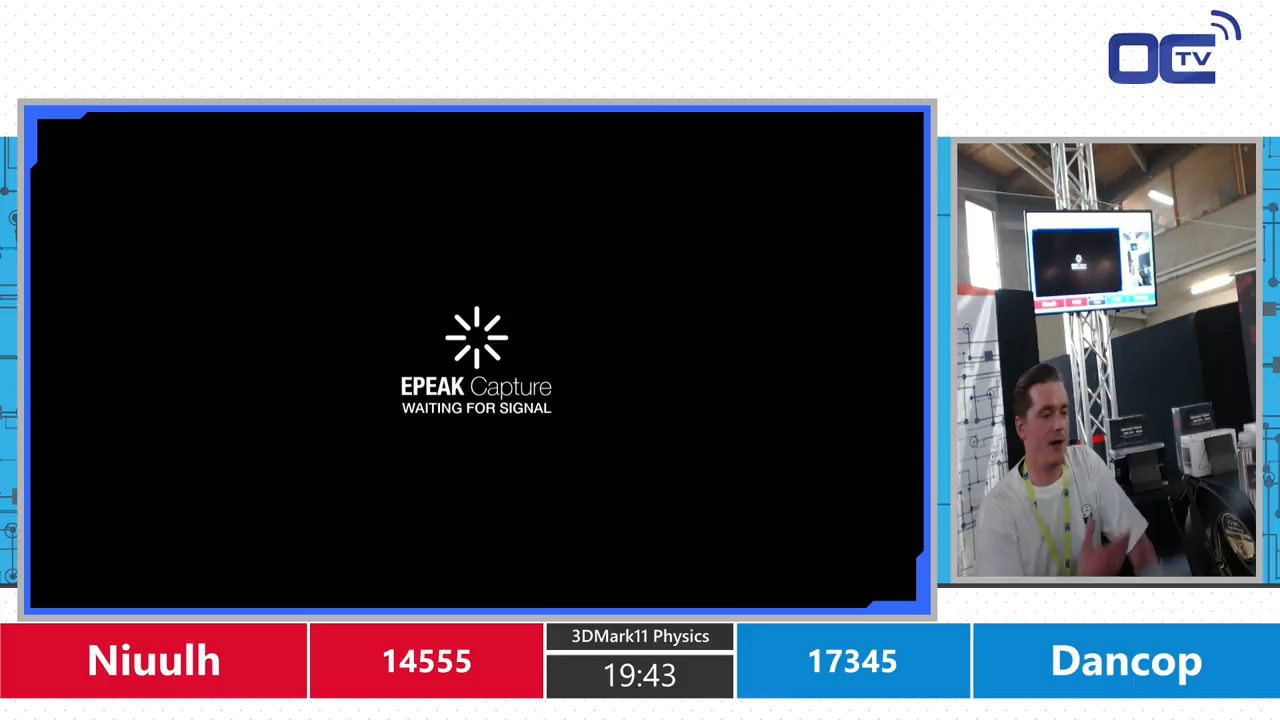 OC TV
EPEAK Capture
WAITING FOR SIGNAL
Niuulh
14555
3DMark11 Physics
19:43
17345
Dancop